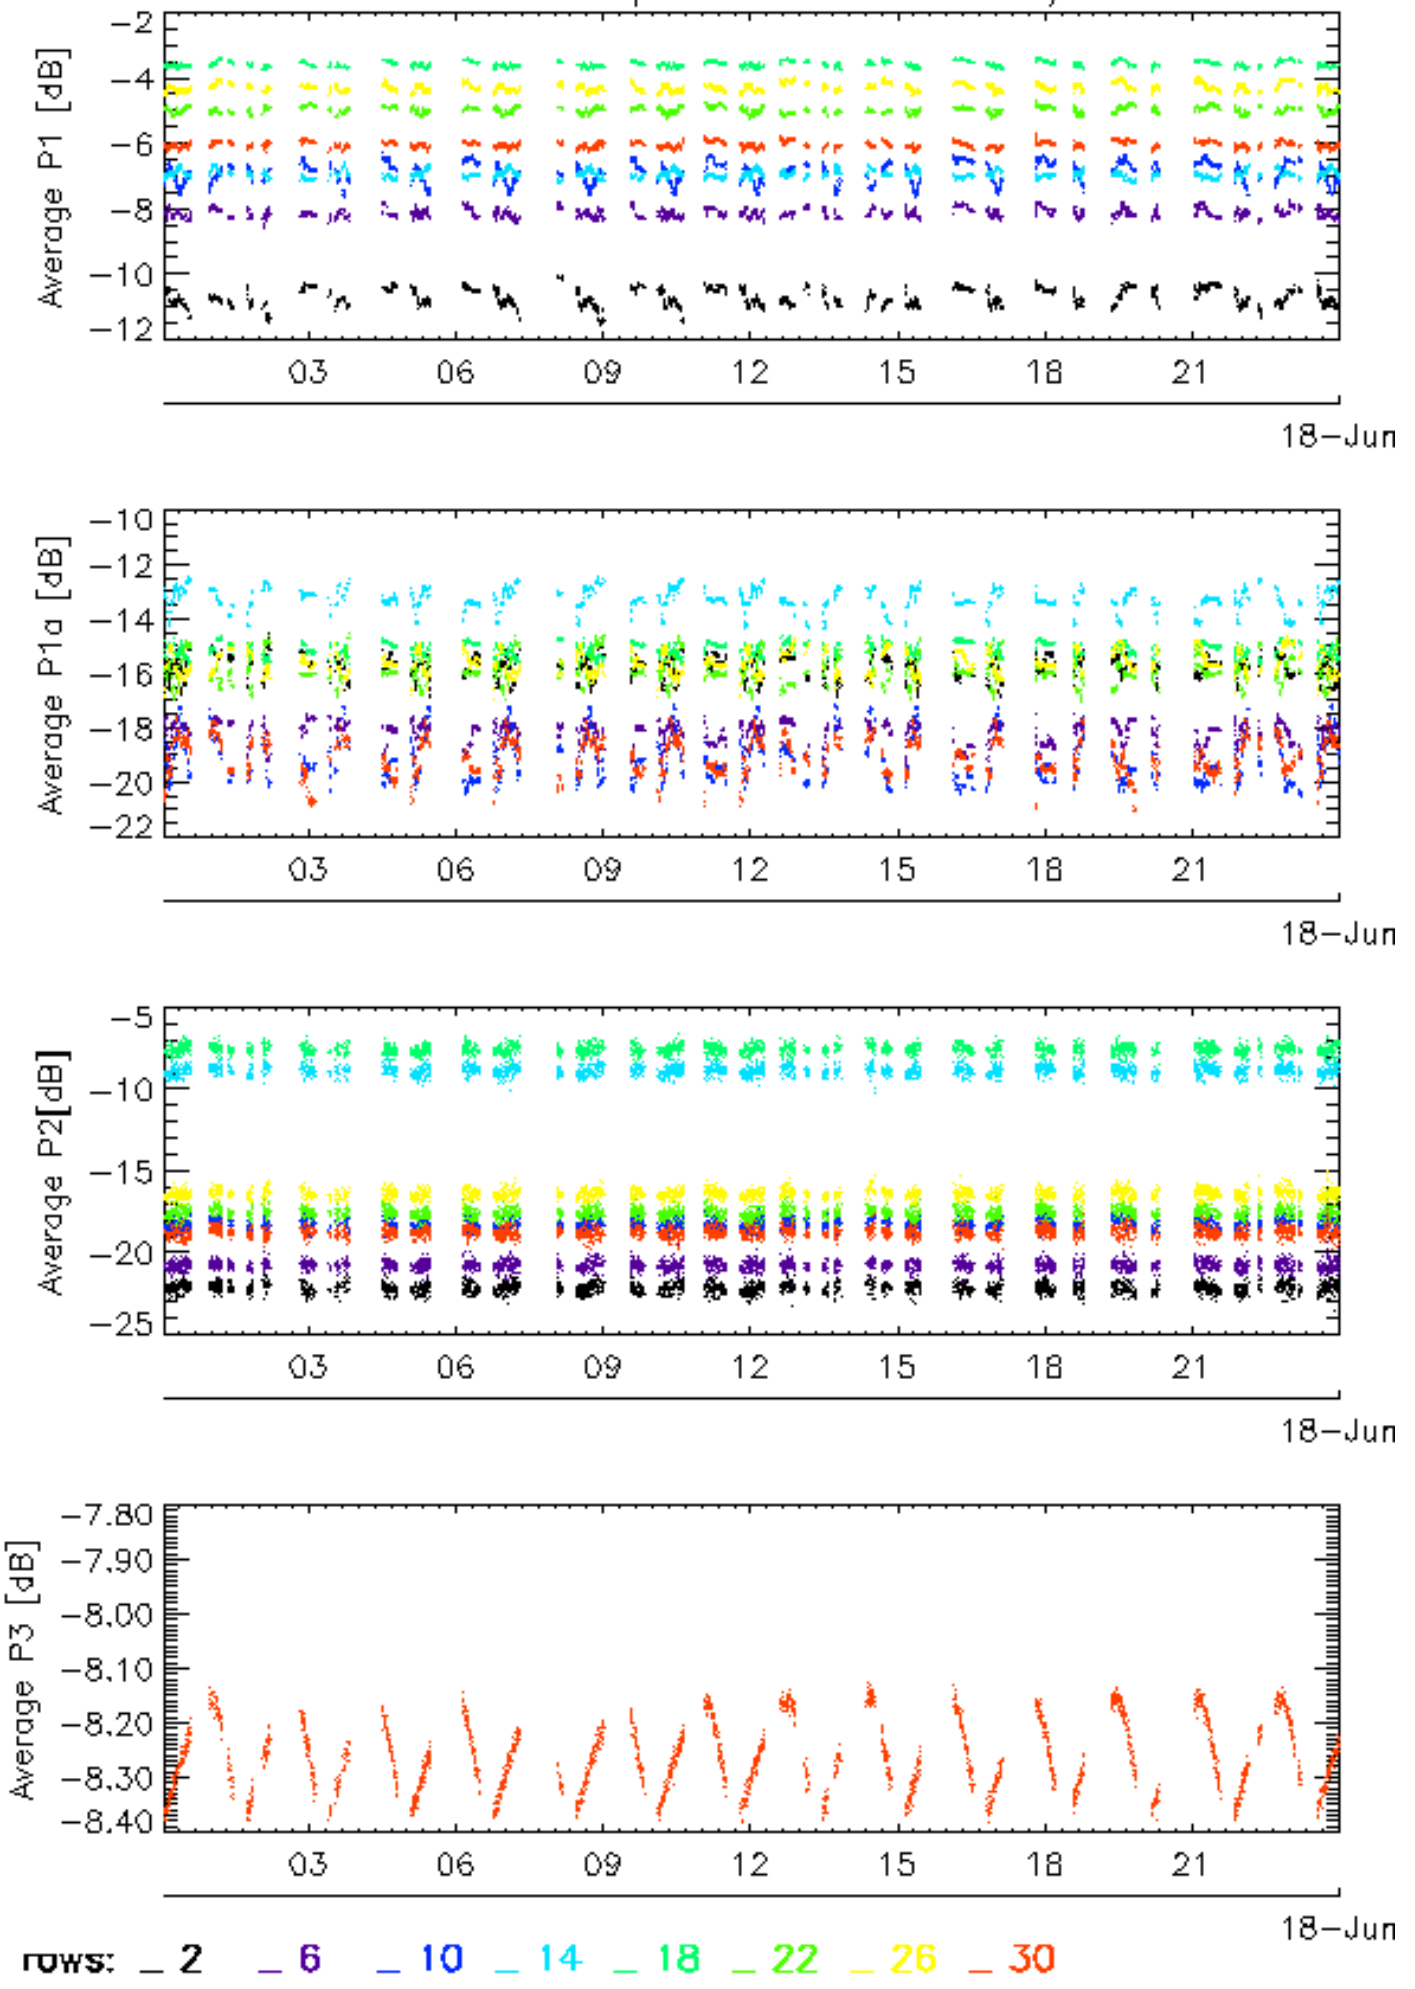 Average P1 [dB]
−2
−4
−6
−8
−10
−12
03 06 09 12 15 18 21
18−Jun
Average P1a [dB]
−10
−12
−14
−16
−18
−20
−22
03 06 09 12 15 18 21
18−Jun
Average P2[dB]
−5
−10
−15
−20
−25
03 06 09 12 15 18 21
18−Jun
Average P3 [dB]
−7.80
−7.90
−8.00
−8.10
−8.20
−8.30
−8.40
03 06 09 12 15 18 21
18−Jun
rows: _ 2 _ 6 _ 10 _ 14 _ 18 _ 22 _ 26 _ 30